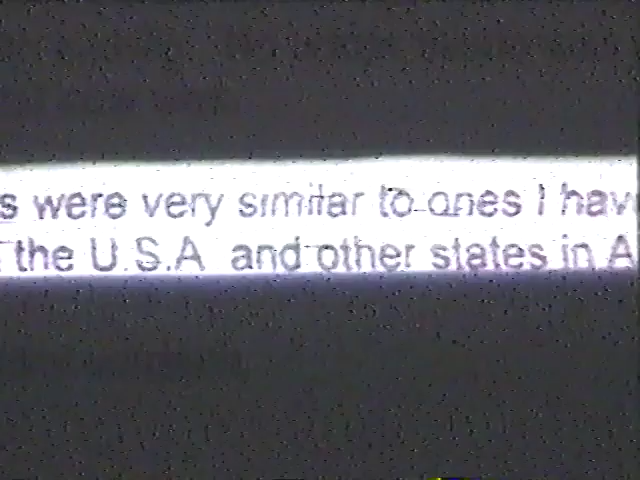 s were very similar to ones I hav
the U.S.A and other states in A